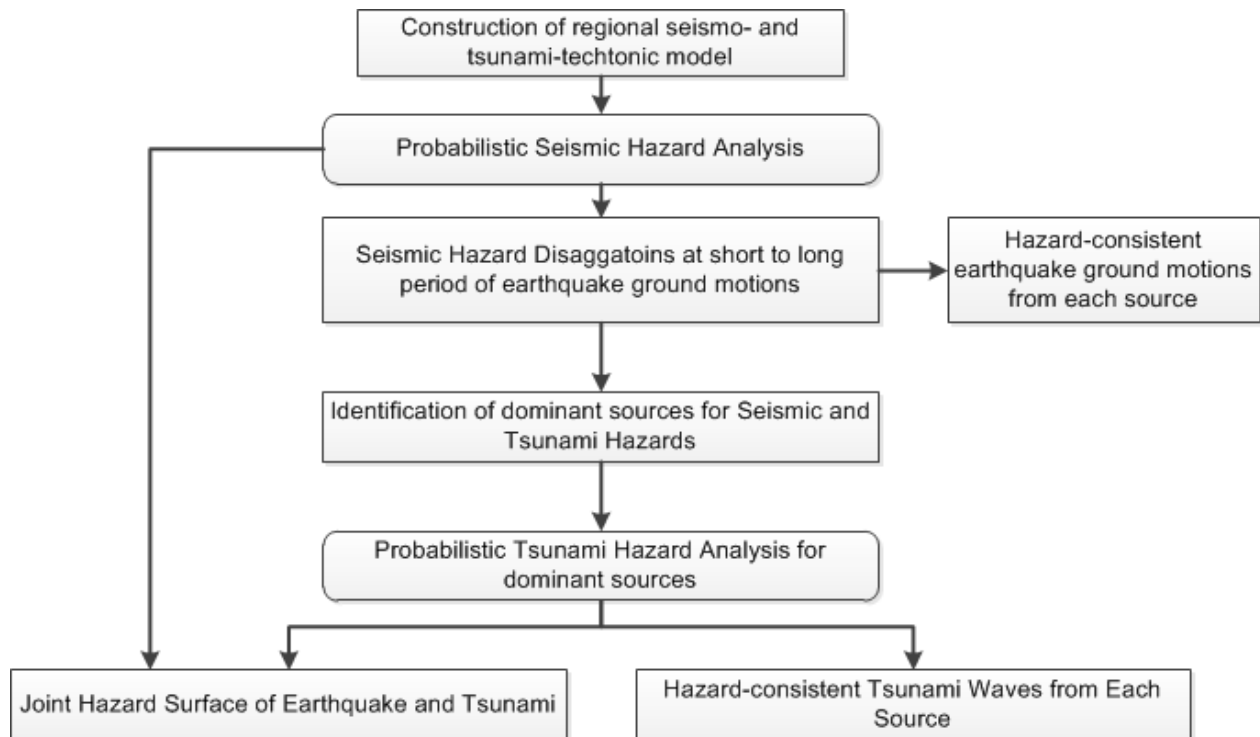 Construction of regional seismo- and
tsunami-techtonic model
Probabilistic Seismic Hazard Analysis
Seismic Hazard Disaggatoins at short to long
period of earthquake ground motions
Hazard-consistent
earthquake ground motions
from each source
Identification of dominant sources for Seismic and
Tsunami Hazards
Probabilistic Tsunami Hazard Analysis for
dominant sources
Joint Hazard Surface of Earthquake and Tsunami
Hazard-consistent Tsunami Waves from Each
Source